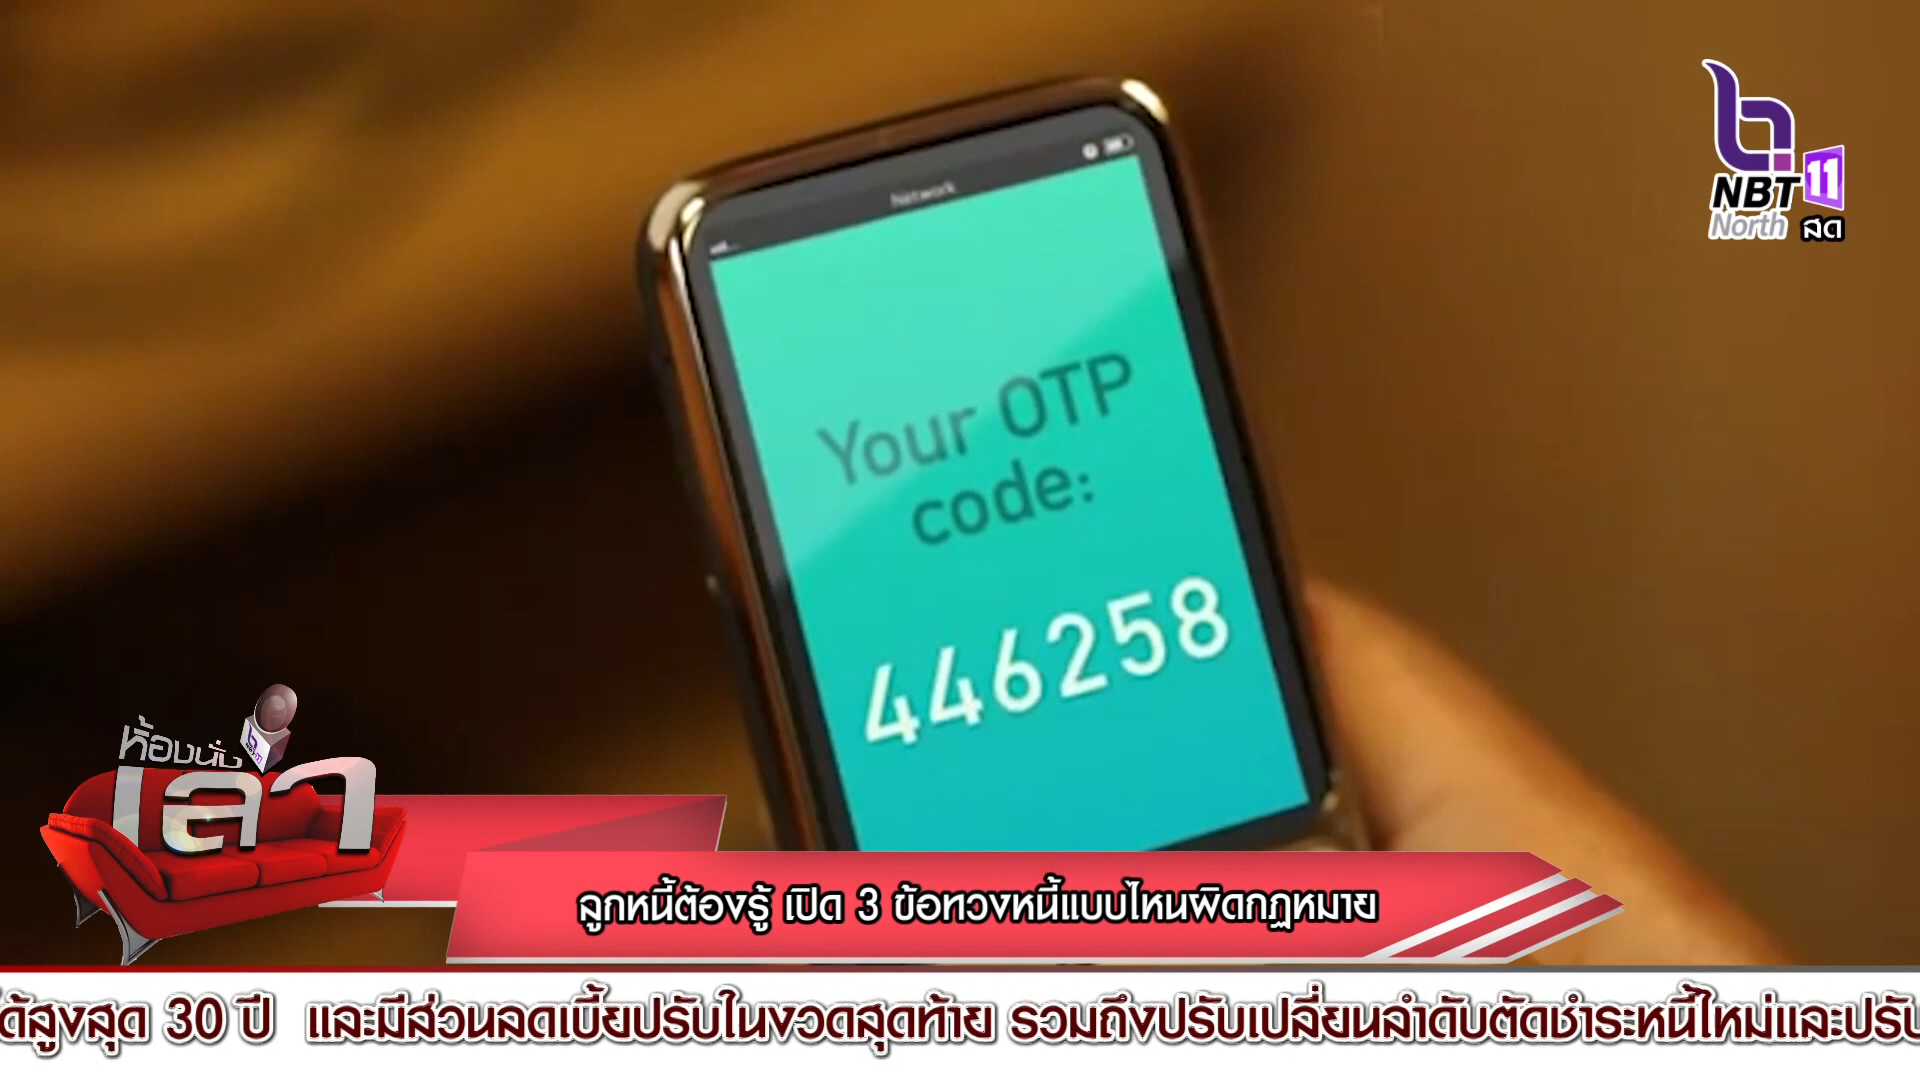 NBT 11
North สด
Network
Your OTP
code:
446258
ห้องนั่ง
เล่า
NBT 11
ลูกหนี้ต้องรู้ เปิด 3 ข้อทวงหนี้แบบไหนผิดกฎหมาย
ด้สูงสุด 30 ปี และมีส่วนลดเบี้ยปรับในงวดสุดท้าย รวมถึงปรับเปลี่ยนลำดับตัดชำระหนี้ใหม่และปรับ